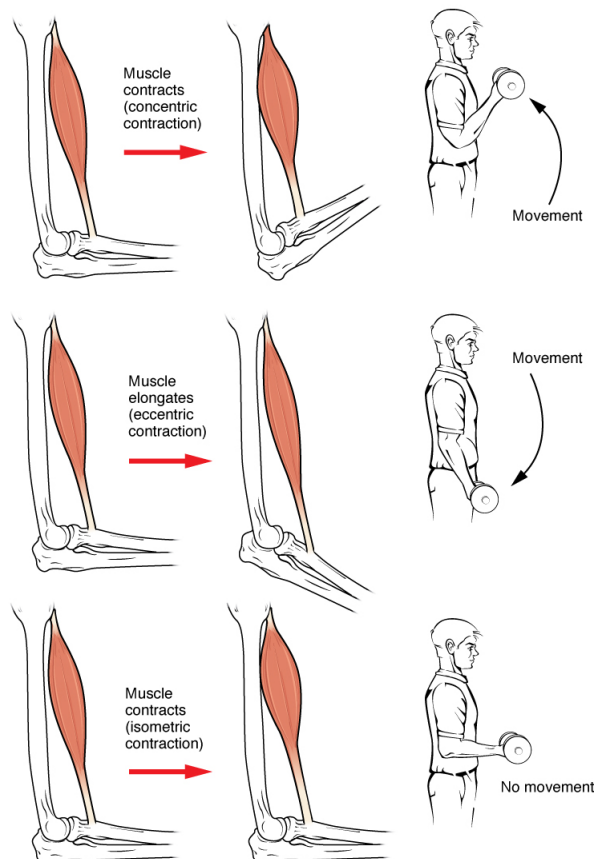 Muscle
contracts
(concentric
contraction)
Movement
Movement
Muscle
elongates
(eccentric
contraction)
Muscle
contracts
(isometric
contraction)
No movement